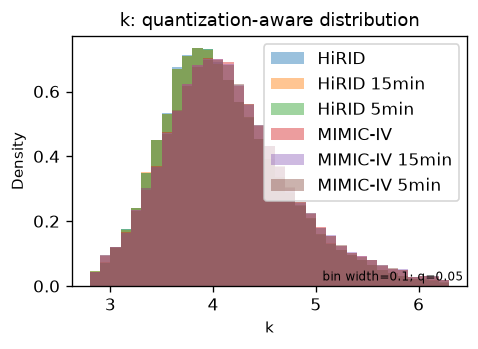 k: quantization-aware distribution
HiRID
HiRID 15min
HiRID 5min
MIMIC-IV
MIMIC-IV 15min
MIMIC-IV 5min
Density
0.6
0.4
0.2
0.0
bin width=0.1; q=0.05
3 4 5 6
k